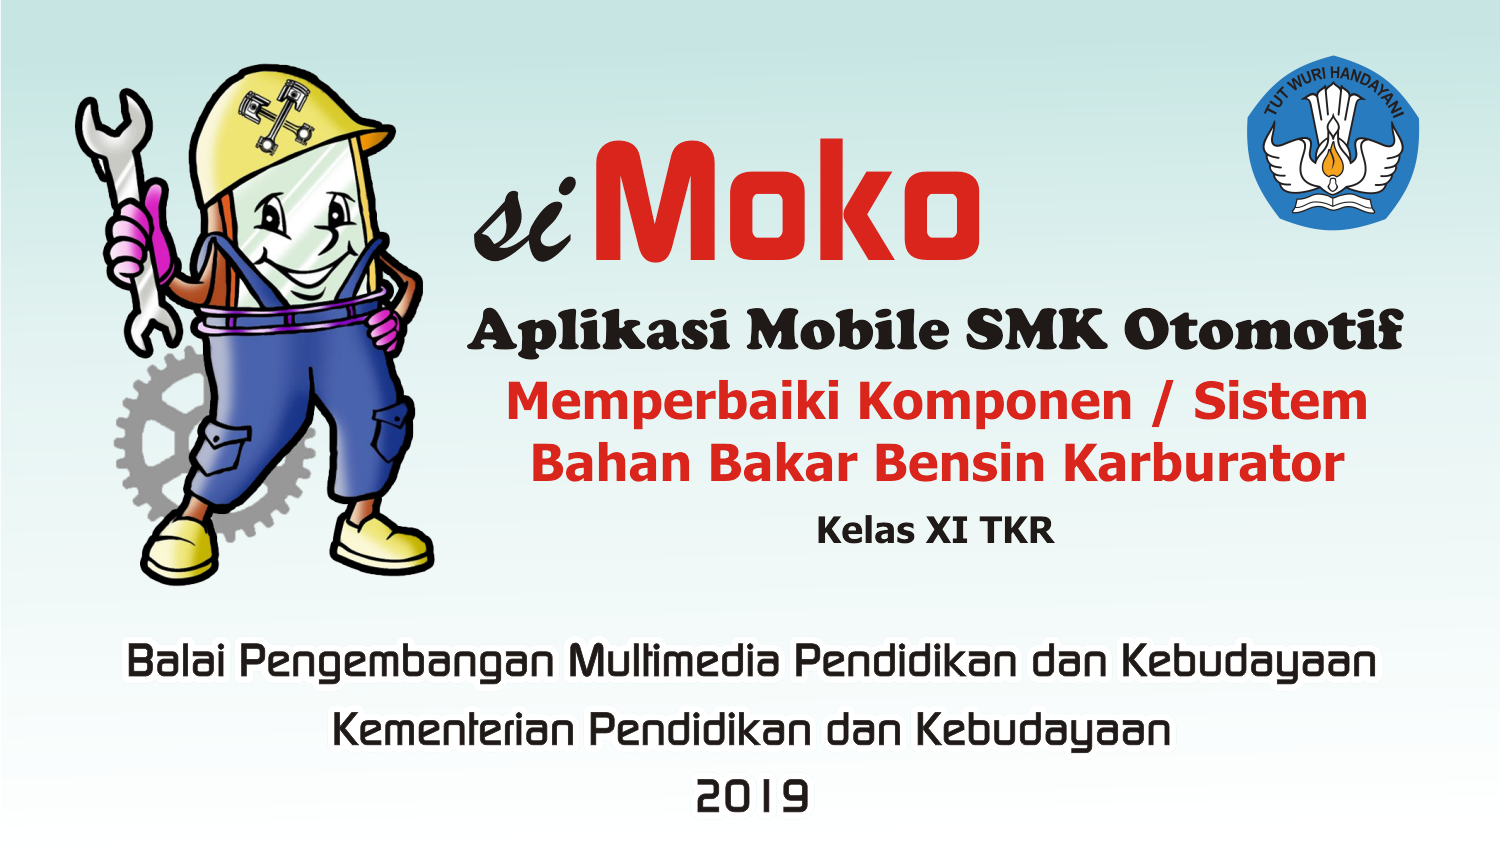 TUT WURI HANDAYANI
si Moko
Aplikasi Mobile SMK Otomotif
Memperbaiki Komponen / Sistem
Bahan Bakar Bensin Karburator
Kelas XI TKR
Balai Pengembangan Multimedia Pendidikan dan Kebudayaan
Kementerian Pendidikan dan Kebudayaan
2019